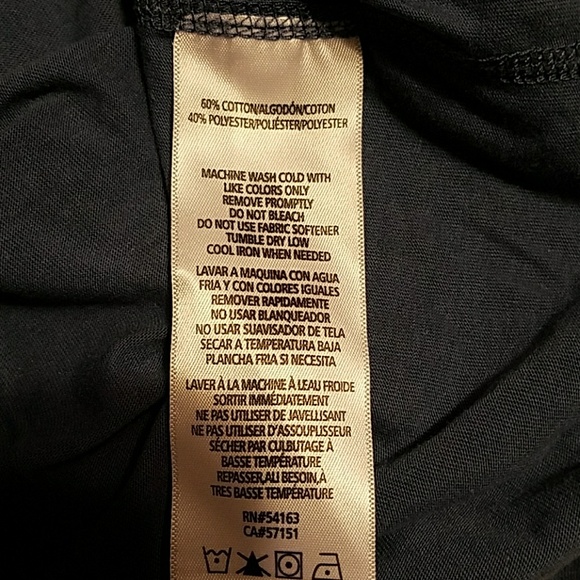 60% COTTON/ALGODÓN/COTON
40% POLYESTER/POLIÉSTER/POLYESTER
MACHINE WASH COLD WITH
LIKE COLORS ONLY
REMOVE PROMPTLY
DO NOT BLEACH
DO NOT USE FABRIC SOFTENER
TUMBLE DRY LOW
COOL IRON WHEN NEEDED
LAVAR A MAQUINA CON AGUA
FRIA Y CON COLORES IGUALES
REMOVER RAPIDAMENTE
NO USAR BLANQUEADOR
NO USAR SUAVISADOR DE TELA
SECAR A TEMPERATURA BAJA
PLANCHA FRIA SI NECESITA
LAVER À LA MACHINE À LEAU FROIDE
SORTIR IMMÉDIATEMENT
NE PAS UTILISER DE JAVELLISANT
NE PAS UTILISER D'ASSOUPLISSEUR
SÉCHER PAR CULBUTAGE À
BASSE TEMPÉRATURE
REPASSER,ALI BESOIN,À
TRES BASSE TEMPÉRATURE
RN#54163
CA#57151